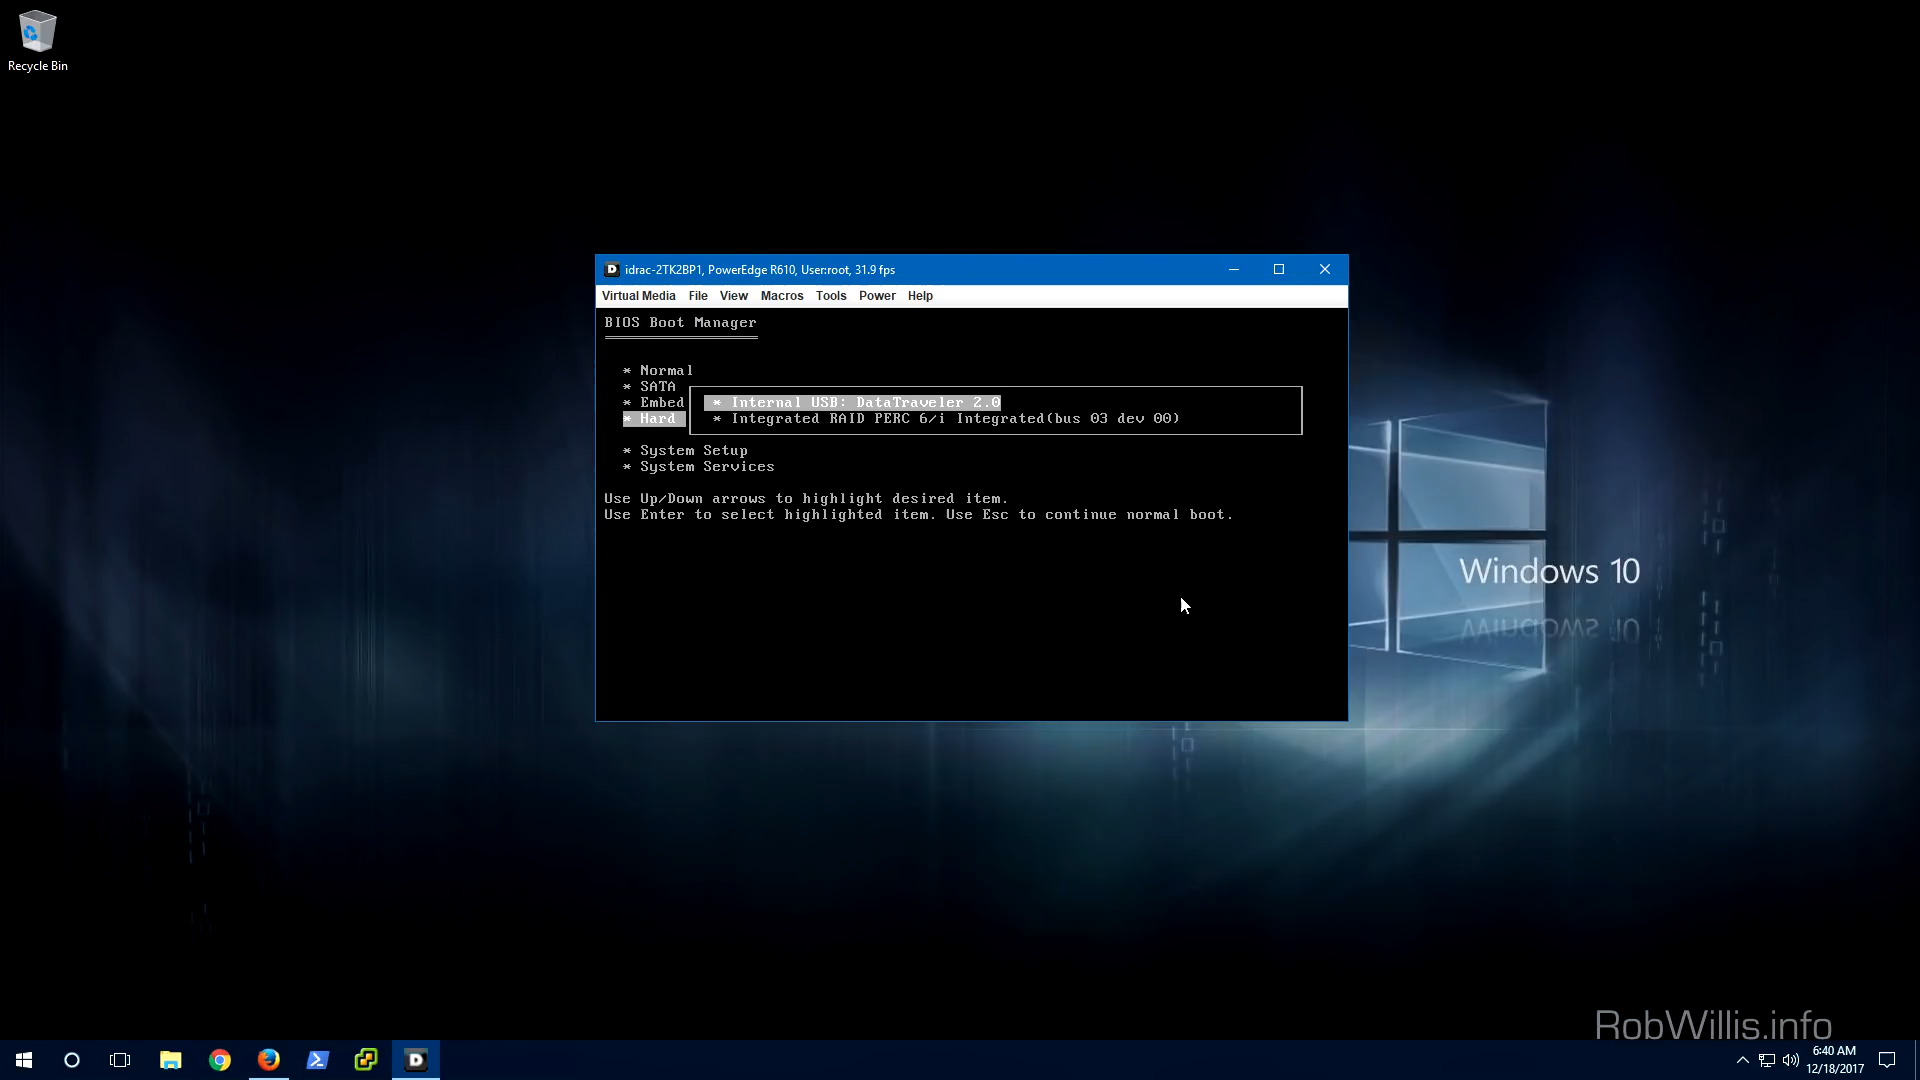 Recycle Bin
idrac-2TK2BP1, PowerEdge R610, User:root, 31.9 fps
Virtual Media File View Macros Tools Power Help
BIOS Boot Manager
* Normal
* SATA
* Embed
* Internal USB: DataTraveler 2.0
* Hard
* Integrated RAID PERC 6/i Integrated(bus 03 dev 00)
* System Setup
* System Services
Use Up/Down arrows to highlight desired item.
Use Enter to select highlighted item. Use Esc to continue normal boot.
Windows 10
RobWillis.info
6:40 AM
12/18/2017